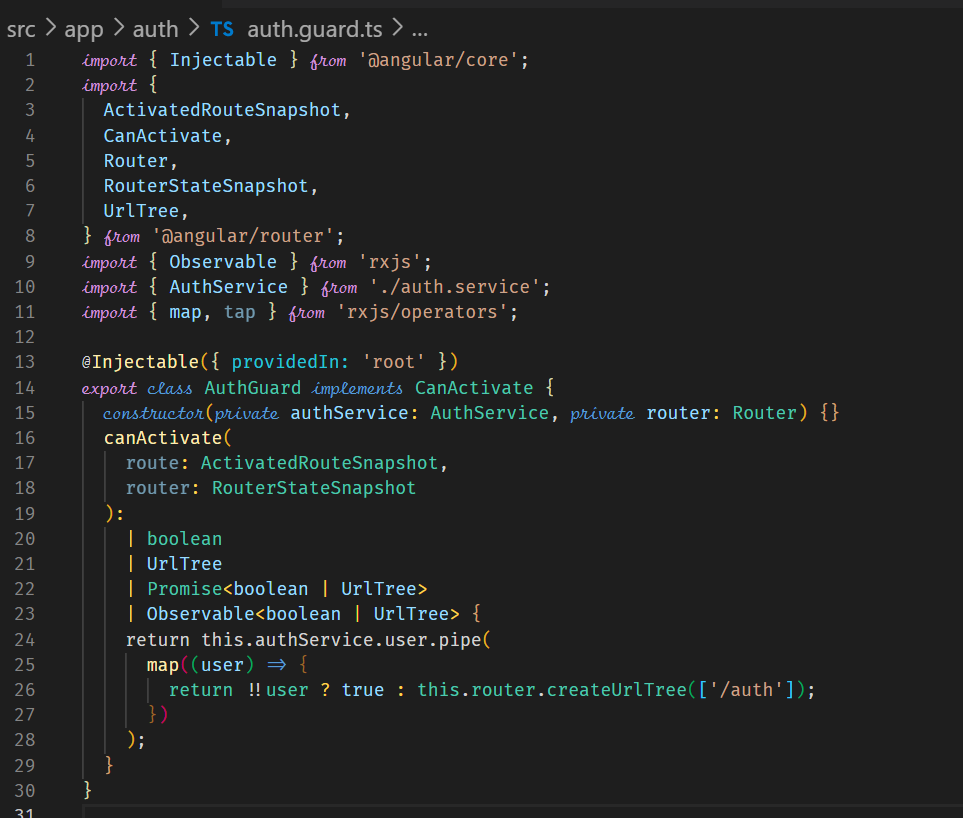 src > app > auth > TS auth.guard.ts > ...
1 import { Injectable } from '@angular/core';
2 import {
3   ActivatedRouteSnapshot,
4   CanActivate,
5   Router,
6   RouterStateSnapshot,
7   UrlTree,
8 } from '@angular/router';
9 import { Observable } from 'rxjs';
10 import { AuthService } from './auth.service';
11 import { map, tap } from 'rxjs/operators';
12
13 @Injectable({ providedIn: 'root' })
14 export class AuthGuard implements CanActivate {
15   constructor(private authService: AuthService, private router: Router) {}
16   canActivate(
17     route: ActivatedRouteSnapshot,
18     router: RouterStateSnapshot
19   ):
20     | boolean
21     | UrlTree
22     | Promise<boolean | UrlTree>
23     | Observable<boolean | UrlTree> {
24     return this.authService.user.pipe(
25       map((user) => {
26         return !!user ? true : this.router.createUrlTree(['/auth']);
27       })
28     );
29   }
30 }
31